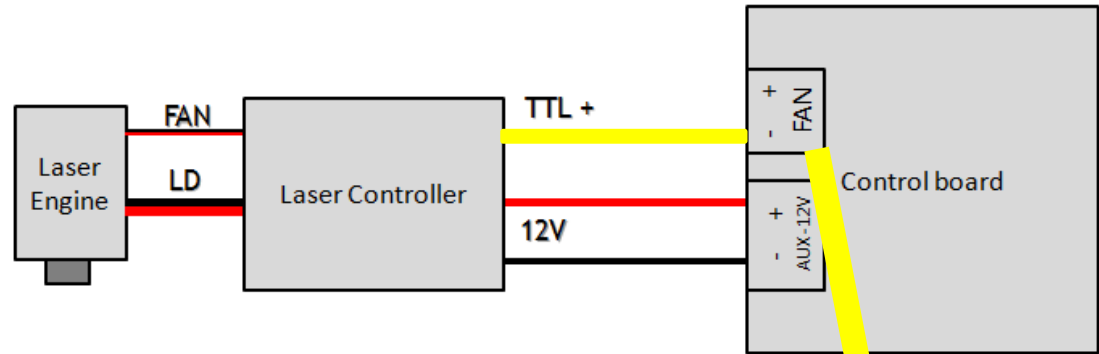 Laser
Engine
FAN
LD
Laser Controller
TTL +
12V
+
-
FAN
+
-
AUX-12V
Control board